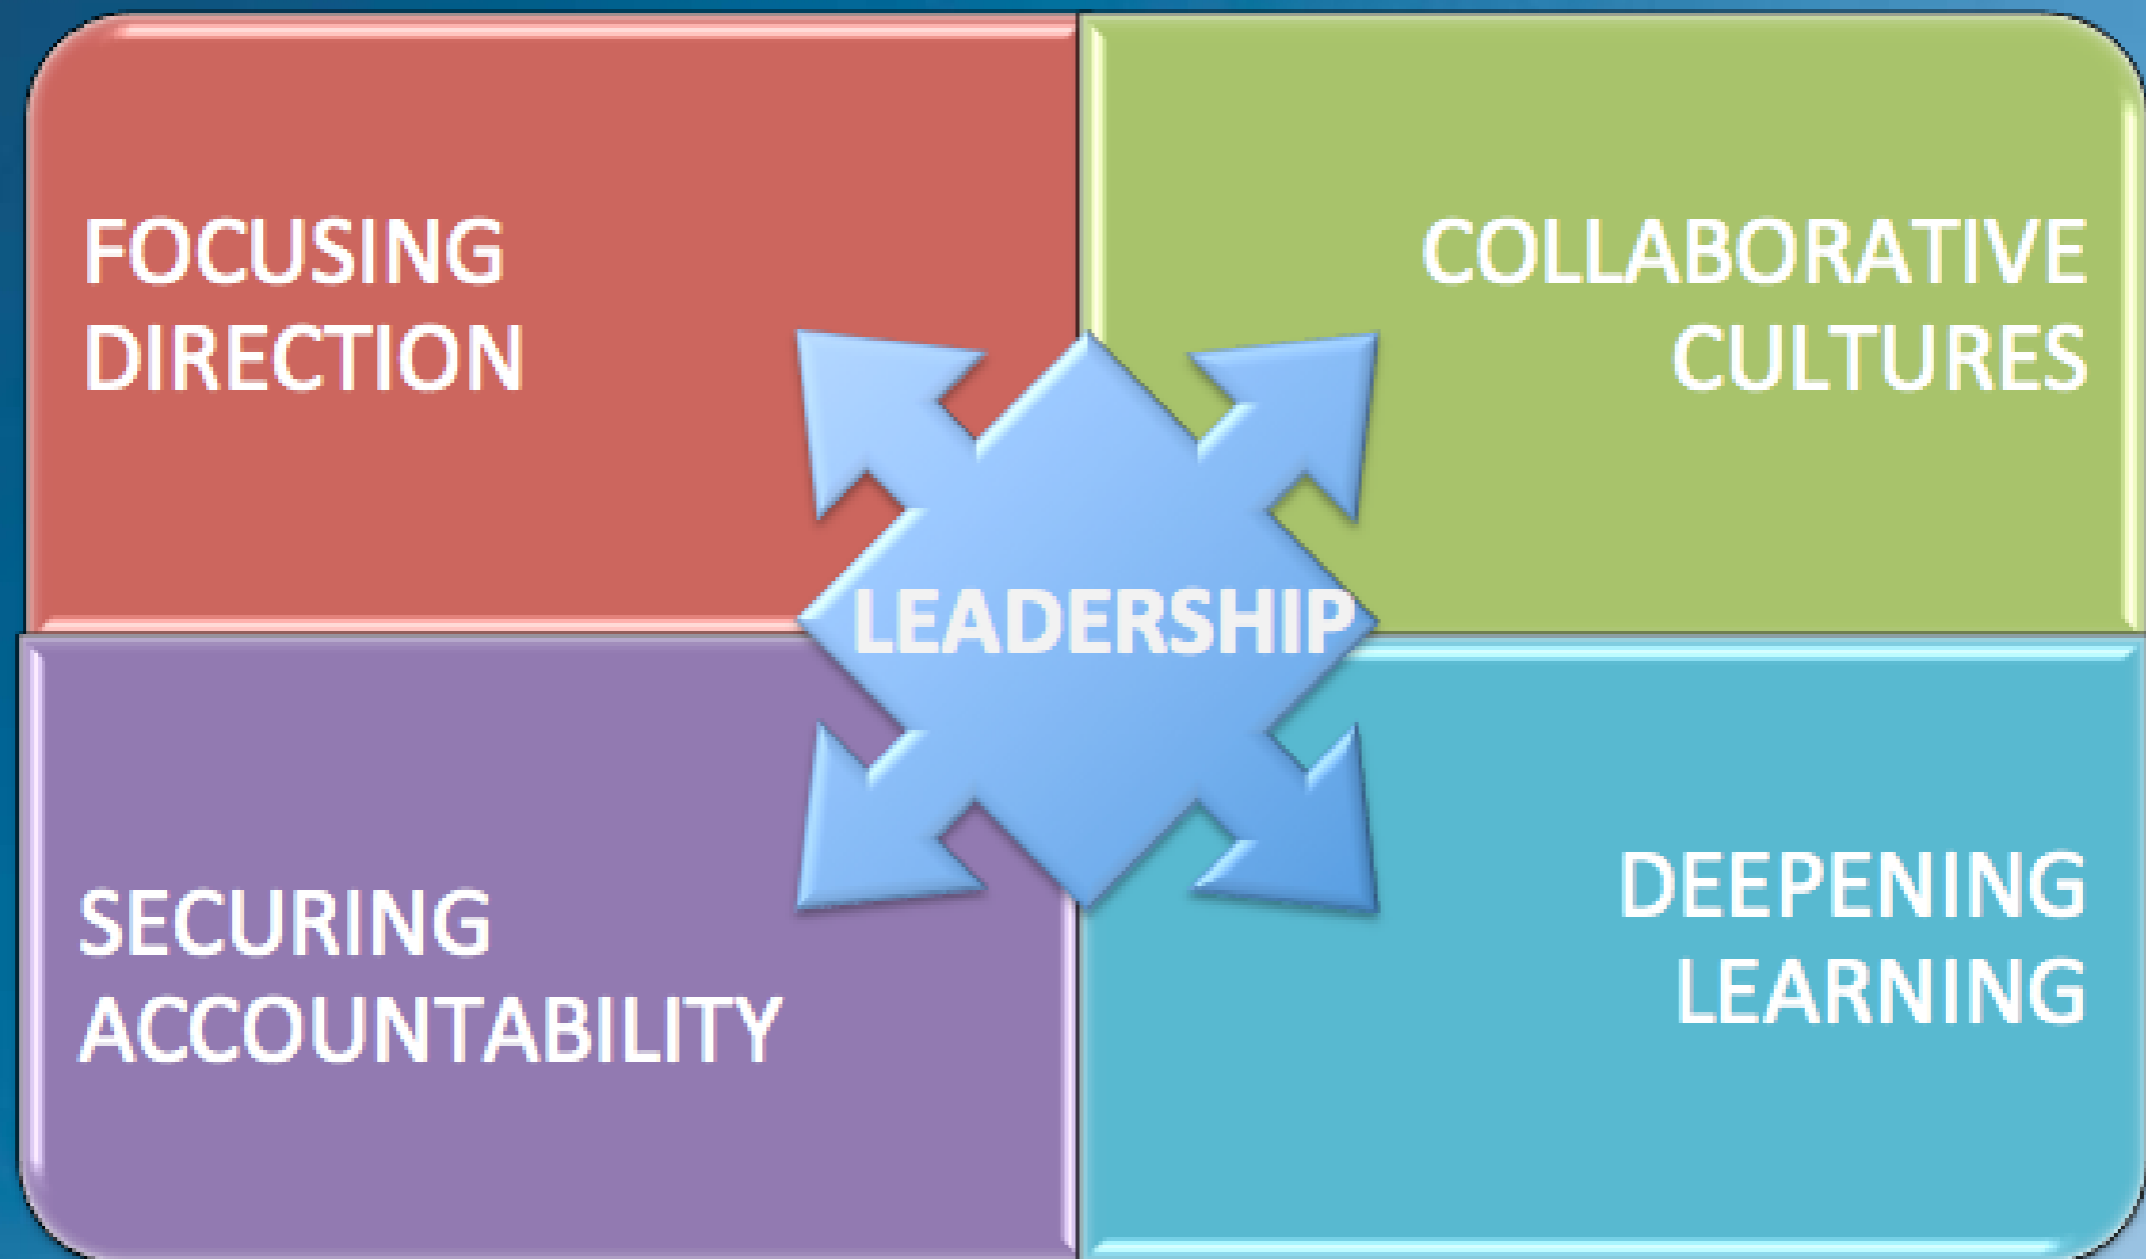 FOCUSING
DIRECTION
COLLABORATIVE
CULTURES
LEADERSHIP
SECURING
ACCOUNTABILITY
DEEPENING
LEARNING